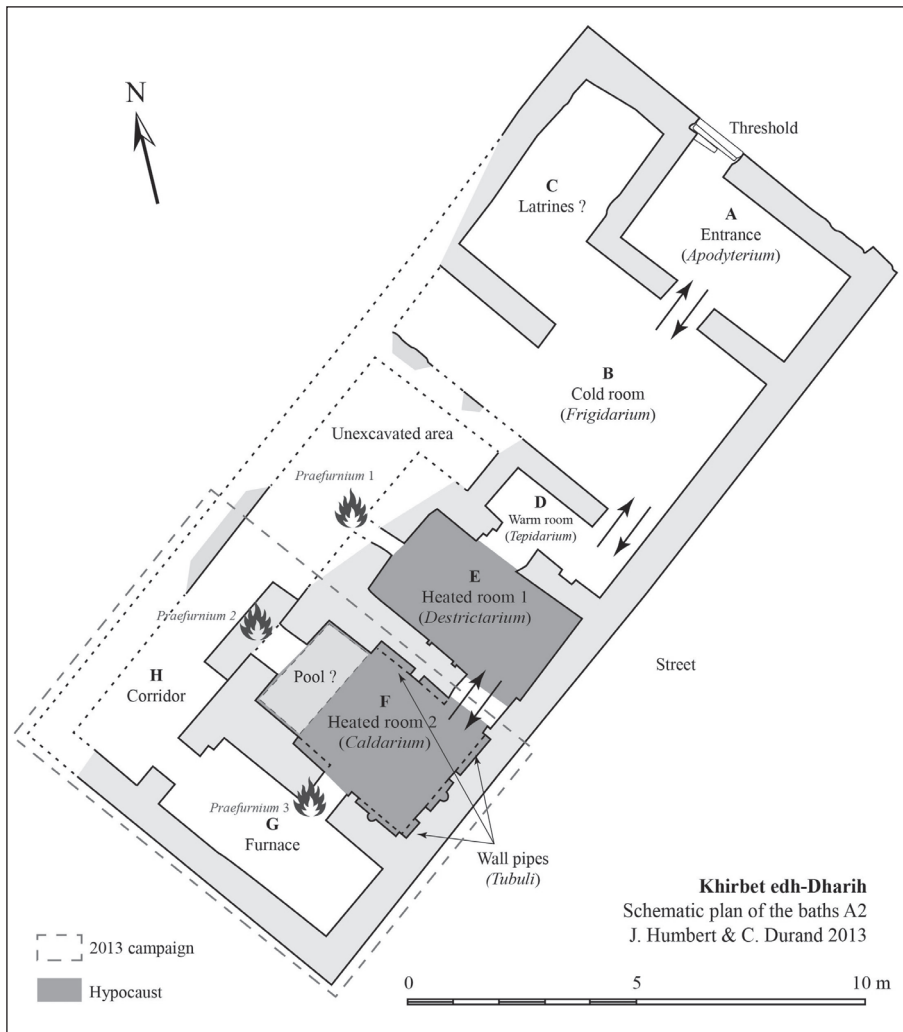 N
Threshold
C
Latrines ?
A
Entrance
(Apodyterium)
B
Cold room
(Frigidarium)
Unexcavated area
Praefurnium 1
D
Warm room
(Tepidarium)
E
Heated room 1
(Destrictarium)
Praefurnium 2
Street
Pool ?
H
Corridor
F
Heated room 2
(Caldarium)
Praefurnium 3
G
Furnace
Wall pipes
(Tubuli)
Khirbet edh-Dharih
Schematic plan of the baths A2
J. Humbert & C. Durand 2013
2013 campaign
Hypocaust
0 5 10 m